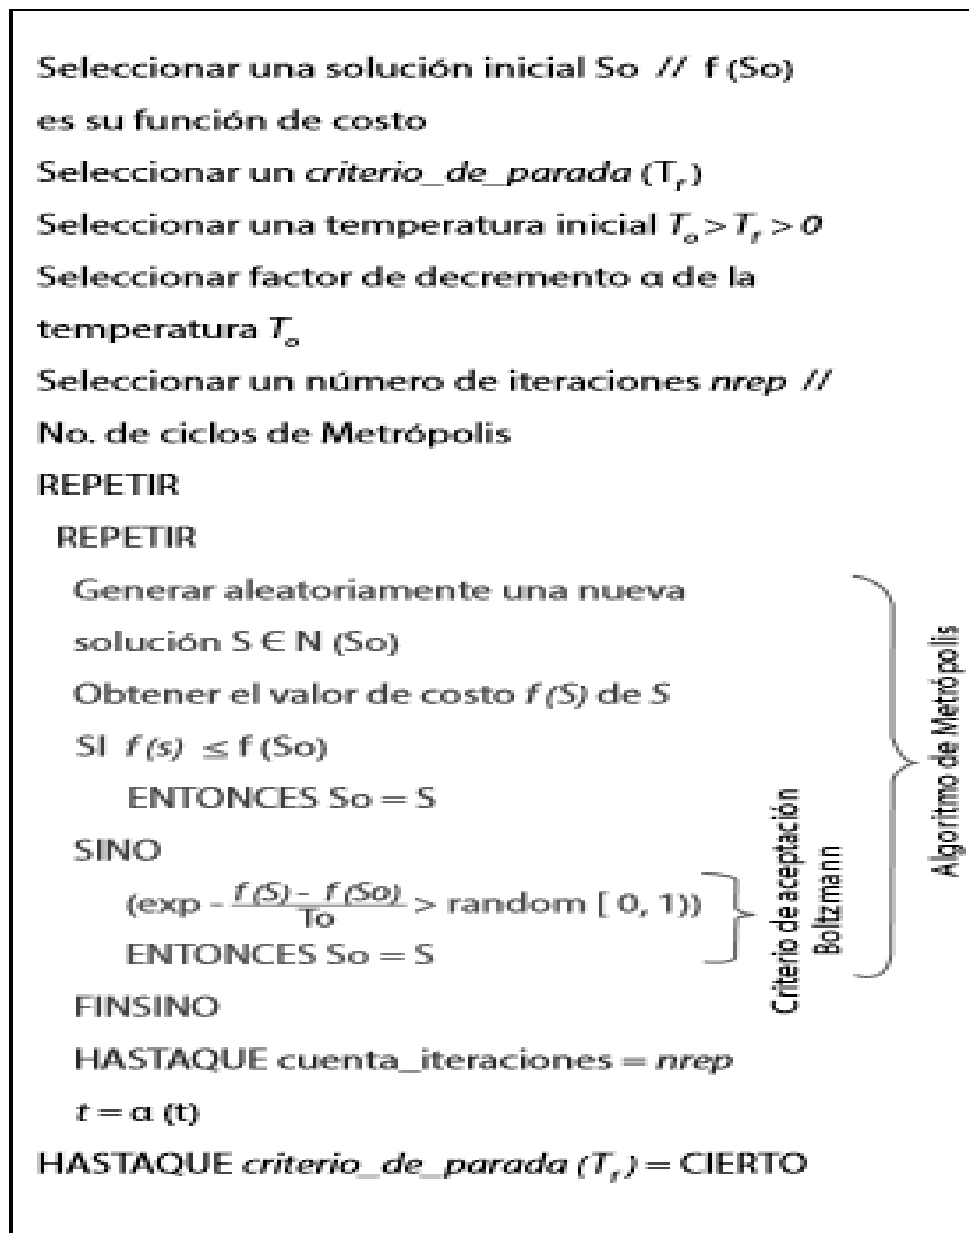 Seleccionar una solución inicial So // f (So)
es su función de costo
Seleccionar un criterio_de_parada (Tr)
Seleccionar una temperatura inicial To > Tr > 0
Seleccionar factor de decremento α de la
temperatura To
Seleccionar un número de iteraciones nrep //
No. de ciclos de Metrópolis
REPETIR
REPETIR
Generar aleatoriamente una nueva
solución S ∈ N (So)
Obtener el valor de costo f (S) de S
SI f (s) ≤ f (So)
ENTONCES So = S
SINO
(exp - f (S) – f (So) / To > random [ 0, 1))
ENTONCES So = S
FINSINO
HASTAQUE cuenta_iteraciones = nrep
t = α (t)
HASTAQUE criterio_de_parada (Tr) = CIERTO
Criterio de aceptación
Boltzmann
Algoritmo de Metrópolis